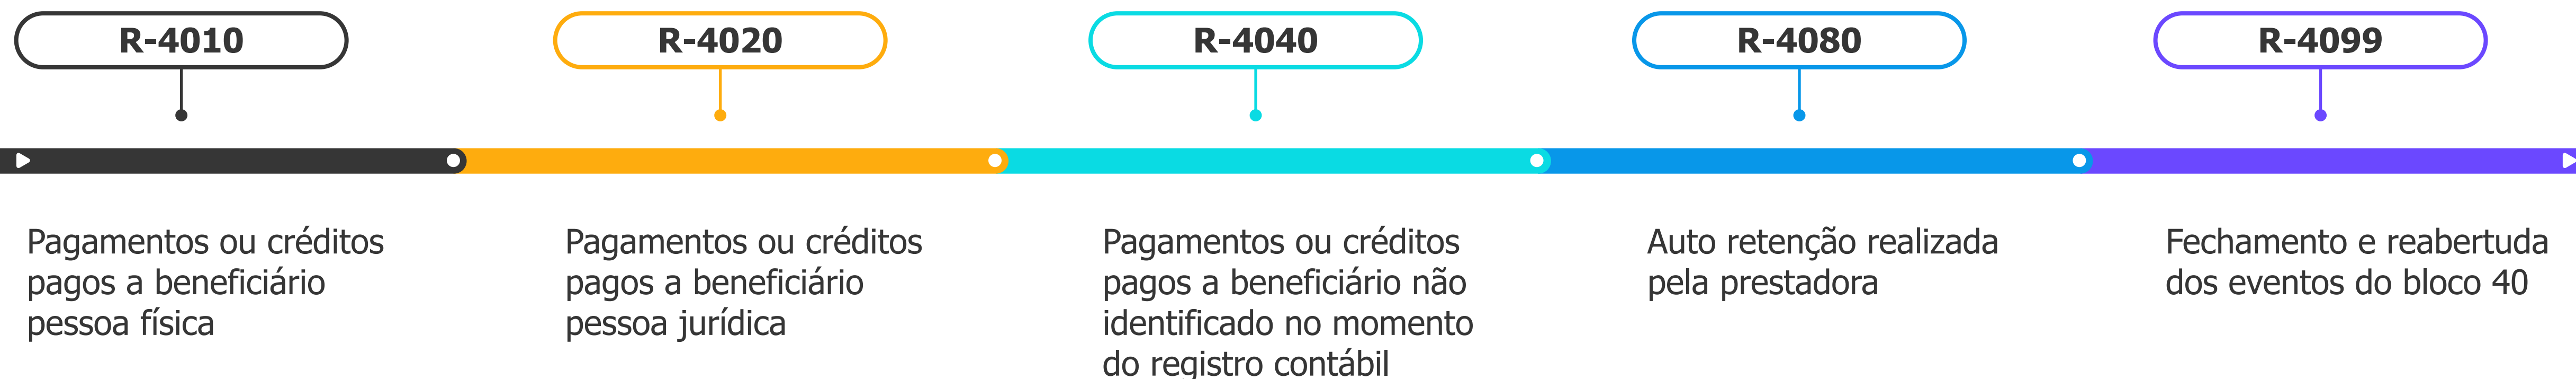 R-4010
R-4020
R-4040
R-4080
R-4099
Pagamentos ou créditos
pagos a beneficiário
pessoa física
Pagamentos ou créditos
pagos a beneficiário
pessoa jurídica
Pagamentos ou créditos
pagos a beneficiário não
identificado no momento
do registro contábil
Auto retenção realizada
pela prestadora
Fechamento e reabertuda
dos eventos do bloco 40